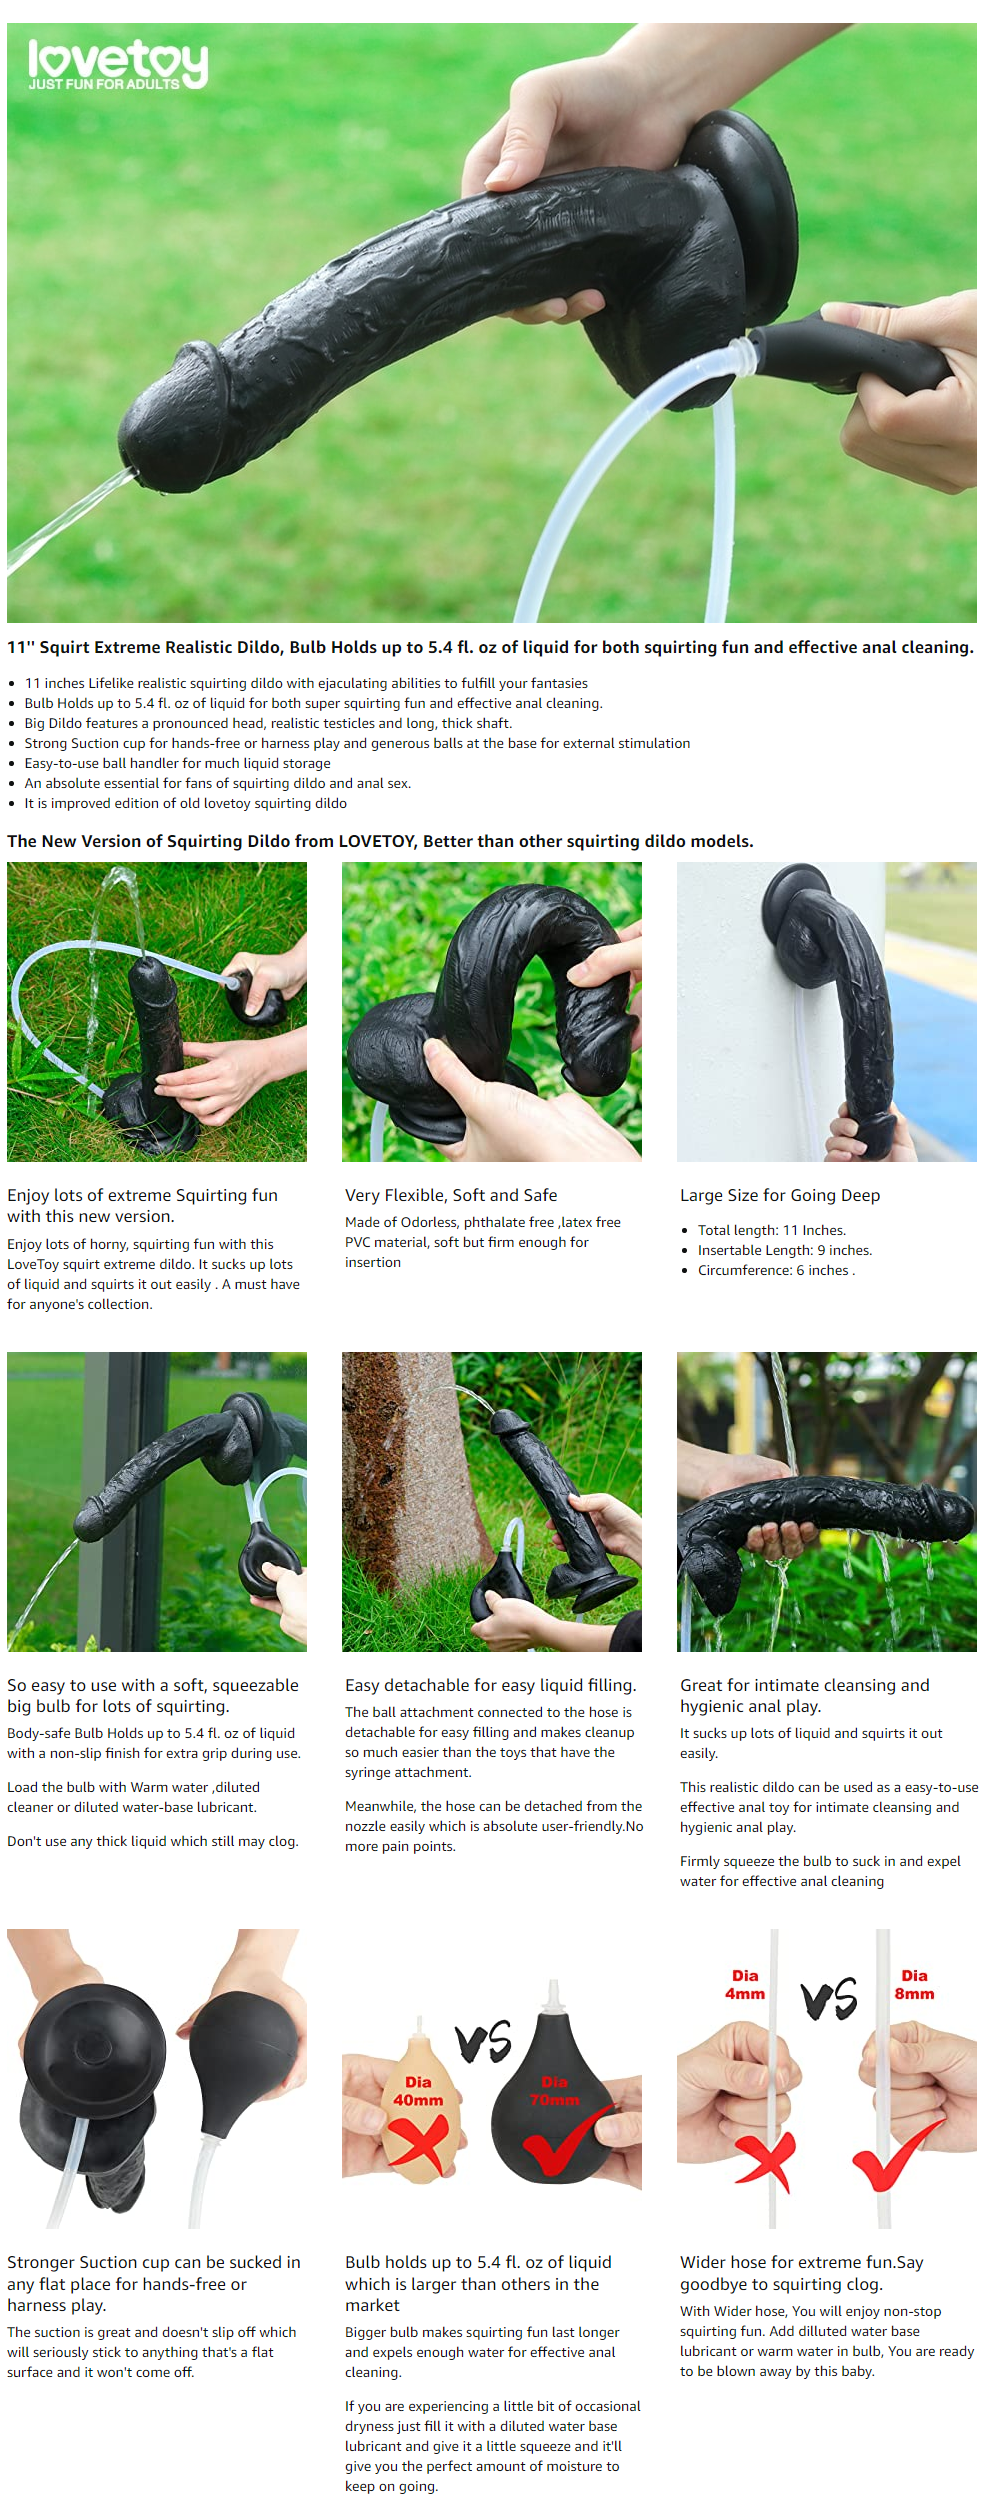 lovetoy
JUST FUN FOR ADULTS
11'' Squirt Extreme Realistic Dildo, Bulb Holds up to 5.4 fl. oz of liquid for both squirting fun and effective anal cleaning.
11 inches Lifelike realistic squirting dildo with ejaculating abilities to fulfill your fantasies
Bulb Holds up to 5.4 fl. oz of liquid for both super squirting fun and effective anal cleaning.
Big Dildo features a pronounced head, realistic testicles and long, thick shaft.
Strong Suction cup for hands-free or harness play and generous balls at the base for external stimulation
Easy-to-use ball handler for much liquid storage
An absolute essential for fans of squirting dildo and anal sex.
It is improved edition of old lovetoy squirting dildo
The New Version of Squirting Dildo from LOVETOY, Better than other squirting dildo models.
Enjoy lots of extreme Squirting fun
with this new version.
Enjoy lots of horny, squirting fun with this
LoveToy squirt extreme dildo. It sucks up lots
of liquid and squirts it out easily . A must have
for anyone's collection.
Very Flexible, Soft and Safe
Made of Odorless, phthalate free ,latex free
PVC material, soft but firm enough for
insertion
Large Size for Going Deep
Total length: 11 Inches.
Insertable Length: 9 inches.
Circumference: 6 inches .
So easy to use with a soft, squeezable
big bulb for lots of squirting.
Body-safe Bulb Holds up to 5.4 fl. oz of liquid
with a non-slip finish for extra grip during use.
Load the bulb with Warm water ,diluted
cleaner or diluted water-base lubricant.
Don't use any thick liquid which still may clog.
Easy detachable for easy liquid filling.
The ball attachment connected to the hose is
detachable for easy filling and makes cleanup
so much easier than the toys that have the
syringe attachment.
Meanwhile, the hose can be detached from the
nozzle easily which is absolute user-friendly.No
more pain points.
Great for intimate cleansing and
hygienic anal play.
It sucks up lots of liquid and squirts it out
easily.
This realistic dildo can be used as a easy-to-use
effective anal toy for intimate cleansing and
hygienic anal play.
Firmly squeeze the bulb to suck in and expel
water for effective anal cleaning
Dia
40mm
VS
Dia
70mm
Dia
4mm
VS
Dia
8mm
Stronger Suction cup can be sucked in
any flat place for hands-free or
harness play.
The suction is great and doesn't slip off which
will seriously stick to anything that's a flat
surface and it won't come off.
Bulb holds up to 5.4 fl. oz of liquid
which is larger than others in the
market
Bigger bulb makes squirting fun last longer
and expels enough water for effective anal
cleaning.
If you are experiencing a little bit of occasional
dryness just fill it with a diluted water base
lubricant and give it a little squeeze and it'll
give you the perfect amount of moisture to
keep on going.
Wider hose for extreme fun.Say
goodbye to squirting clog.
With Wider hose, You will enjoy non-stop
squirting fun. Add dilluted water base
lubricant or warm water in bulb, You are ready
to be blown away by this baby.